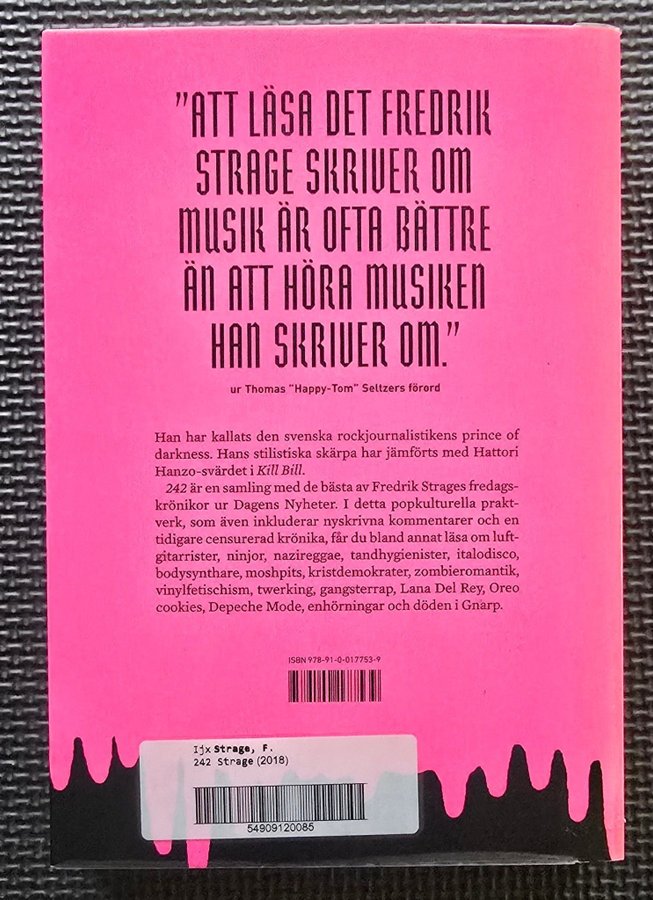 ”ATT LÄSA DET FREDRIK
STRAGE SKRIVER OM
MUSIK ÄR OFTA BÄTTRE
ÄN ATT HÖRA MUSIKEN
HAN SKRIVER OM.”
ur Thomas ”Happy-Tom” Seltzers förord
Han har kallats den svenska rockjournalistikens prince of
darkness. Hans stilistiska skärpa har jämförts med Hattori
Hanzo-svärdet i Kill Bill.
242 är en samling med de bästa av Fredrik Strages fredags-
krönikor ur Dagens Nyheter. I detta popkulturella prakt-
verk, som även inkluderar nyskrivna kommentarer och en
tidigare censurerad krönika, får du bland annat läsa om luft-
gitarrister, ninjor, nazireggae, tandhygienister, italodisco,
bodysynthare, moshpits, kristdemokrater, zombieromantik,
vinylfetischism, twerking, gangsterrap, Lana Del Rey, Oreo
cookies, Depeche Mode, enhörningar och döden i Gnarp.
ISBN 978-91-0-017753-9
Ijx Strage, F.
242 Strage (2018)
54909120085